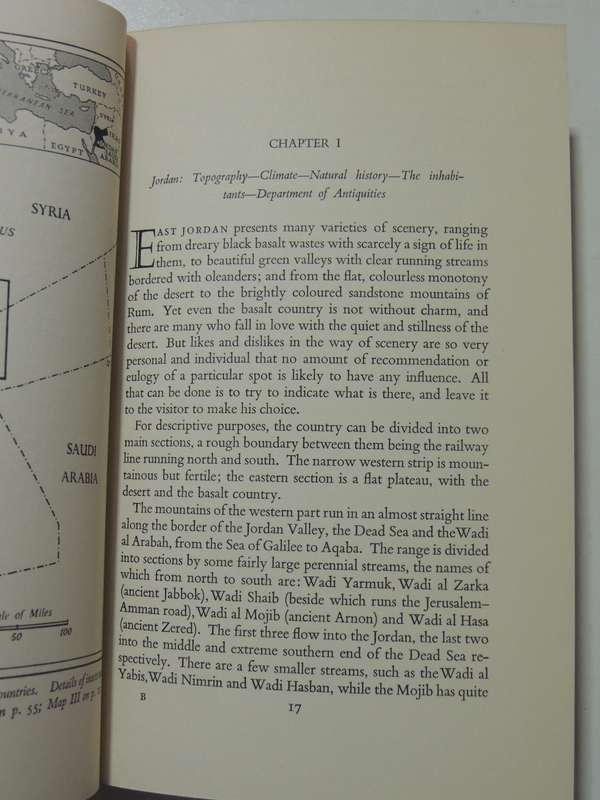 GREECE
TURKEY
MEDITERRANEAN SEA
EGYPT
SAUDI
ARABIA
SYRIA
SAUDI
ARABIA
of Miles
50 100
countries. Details of
on p. 55; Map III on p.
CHAPTER I
Jordan: Topography—Climate—Natural history—The inhabi-
tants—Department of Antiquities
EAST JORDAN presents many varieties of scenery, ranging
from dreary black basalt wastes with scarcely a sign of life in
them, to beautiful green valleys with clear running streams
bordered with oleanders; and from the flat, colourless monotony
of the desert to the brightly coloured sandstone mountains of
Rum. Yet even the basalt country is not without charm, and
there are many who fall in love with the quiet and stillness of the
desert. But likes and dislikes in the way of scenery are so very
personal and individual that no amount of recommendation or
eulogy of a particular spot is likely to have any influence. All
that can be done is to try to indicate what is there, and leave it
to the visitor to make his choice.
For descriptive purposes, the country can be divided into two
main sections, a rough boundary between them being the railway
line running north and south. The narrow western strip is moun-
tainous but fertile; the eastern section is a flat plateau, with the
desert and the basalt country.
The mountains of the western part run in an almost straight line
along the border of the Jordan Valley, the Dead Sea and the Wadi
al Arabah, from the Sea of Galilee to Aqaba. The range is divided
into sections by some fairly large perennial streams, the names of
which from north to south are: Wadi Yarmuk, Wadi al Zarka
(ancient Jabbok), Wadi Shaib (beside which runs the Jerusalem–
Amman road), Wadi al Mojib (ancient Arnon) and Wadi al Hasa
(ancient Zered). The first three flow into the Jordan, the last two
into the middle and extreme southern end of the Dead Sea re-
spectively. There are a few smaller streams, such as the Wadi al
Yabis, Wadi Nimrin and Wadi Hasban, while the Mojib has quite
B
17